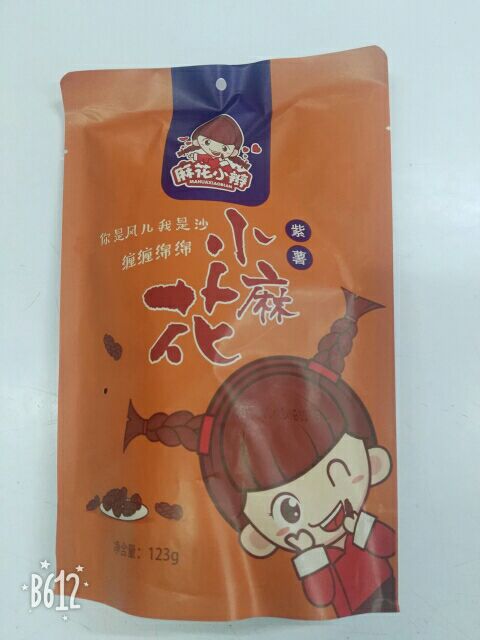 麻花小辫
MAHUAXIAOBIAN
你是风儿我是沙
缠缠绵绵
小麻花
紫薯
净含量：123g
B612